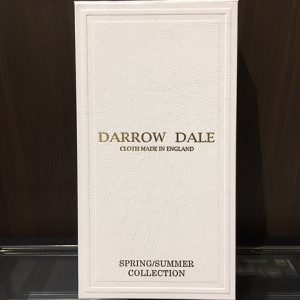 DARROW DALE
CLOTH MADE IN ENGLAND
SPRING/SUMMER
COLLECTION